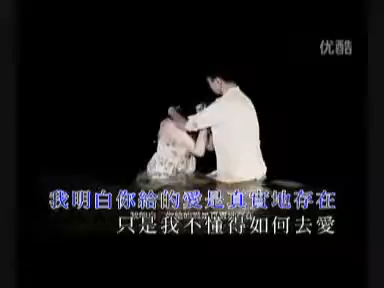 优酷
我明白你給的愛是真實地存在
只是我不懂得如何去愛